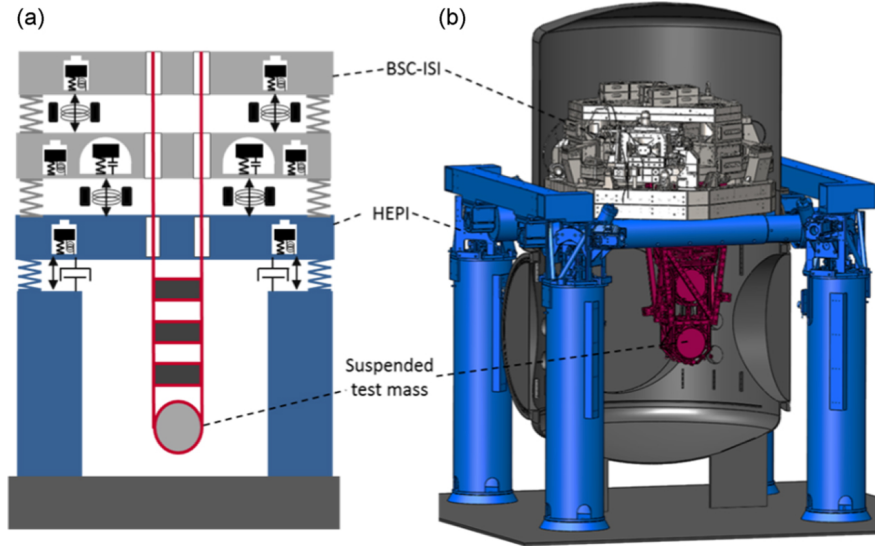 (a)
(b)
BSC-ISI
HEPI
Suspended
test mass